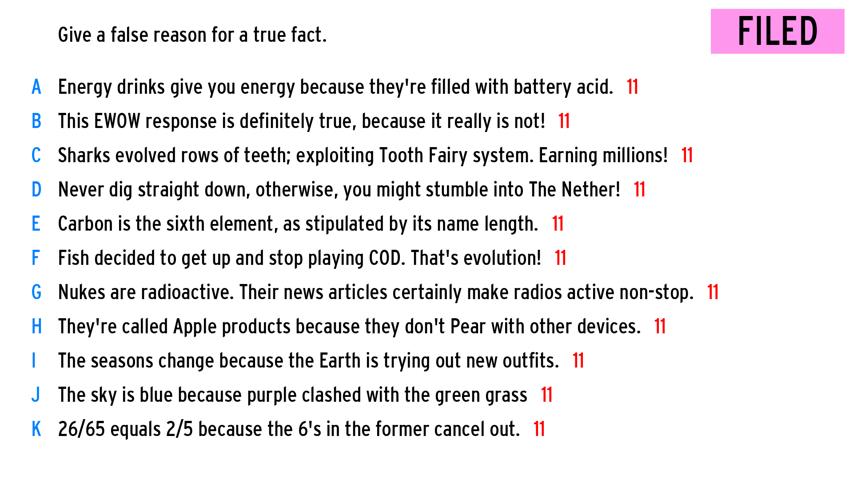 Give a false reason for a true fact.
FILED
A Energy drinks give you energy because they're filled with battery acid. 11
B This EWOW response is definitely true, because it really is not! 11
C Sharks evolved rows of teeth; exploiting Tooth Fairy system. Earning millions! 11
D Never dig straight down, otherwise, you might stumble into The Nether! 11
E Carbon is the sixth element, as stipulated by its name length. 11
F Fish decided to get up and stop playing COD. That's evolution! 11
G Nukes are radioactive. Their news articles certainly make radios active non-stop. 11
H They're called Apple products because they don't Pear with other devices. 11
I The seasons change because the Earth is trying out new outfits. 11
J The sky is blue because purple clashed with the green grass 11
K 26/65 equals 2/5 because the 6's in the former cancel out. 11